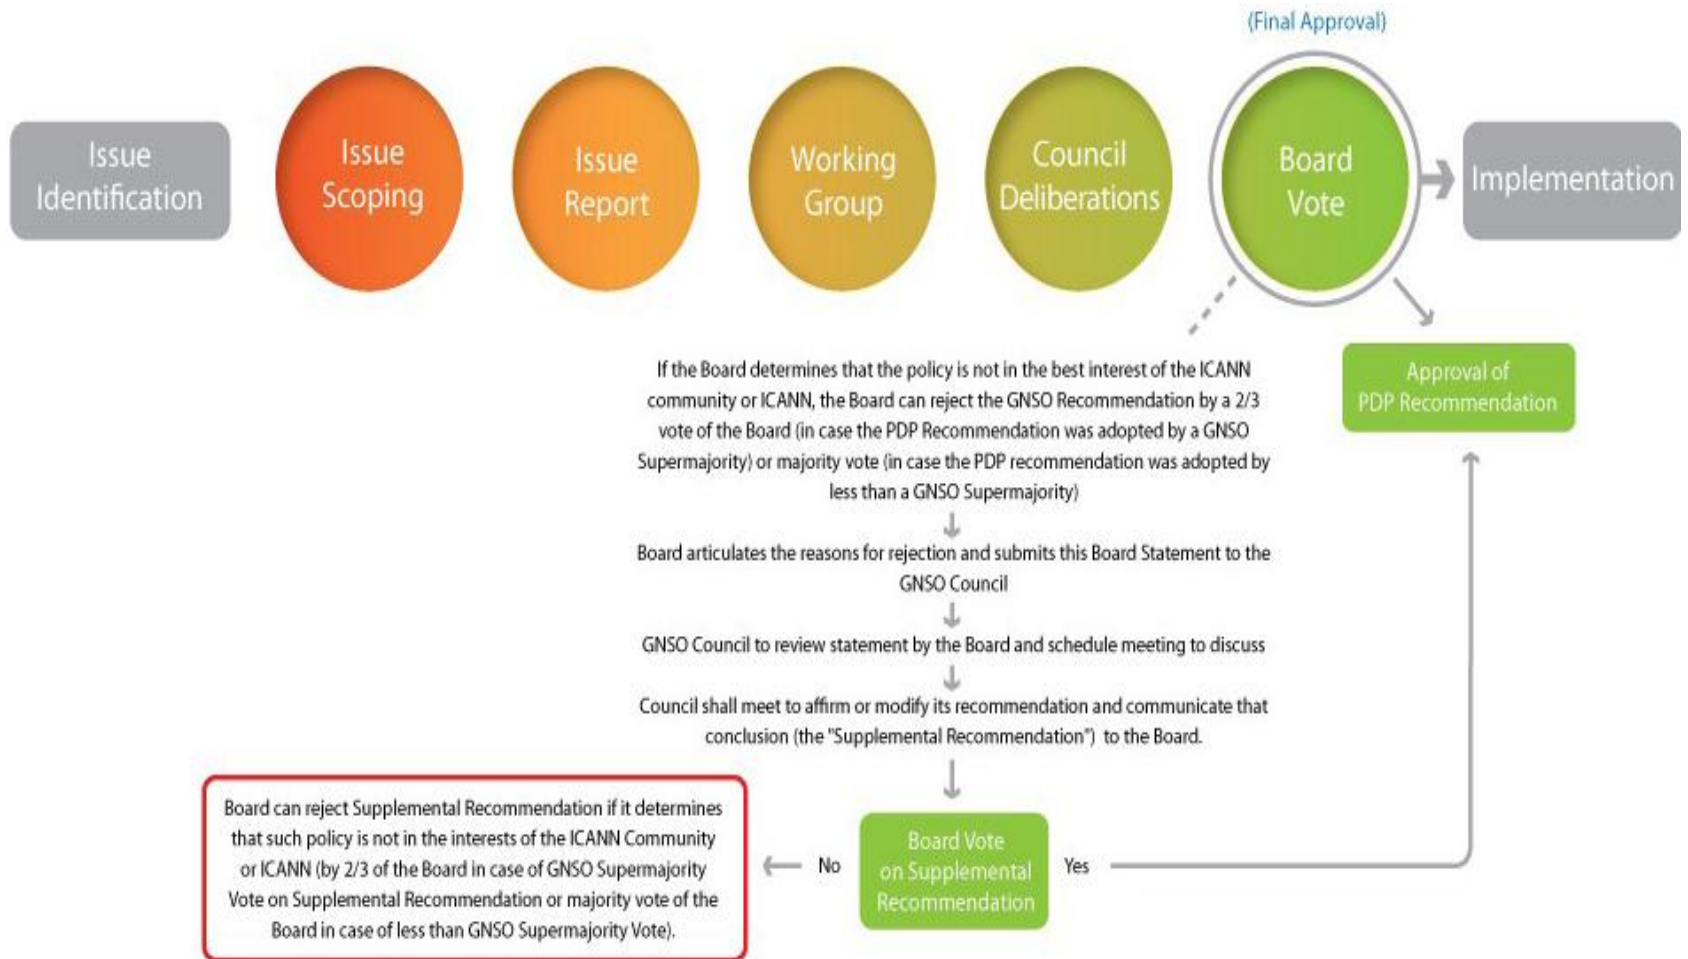 (Final Approval)
Issue
Identification
Issue
Scoping
Issue
Report
Working
Group
Council
Deliberations
Board
Vote
Implementation
If the Board determines that the policy is not in the best interest of the ICANN
community or ICANN, the Board can reject the GNSO Recommendation by a 2/3
vote of the Board (in case the PDP Recommendation was adopted by a GNSO
Supermajority) or majority vote (in case the PDP recommendation was adopted by
less than a GNSO Supermajority)
Approval of
PDP Recommendation
Board articulates the reasons for rejection and submits this Board Statement to the
GNSO Council
GNSO Council to review statement by the Board and schedule meeting to discuss
Council shall meet to affirm or modify its recommendation and communicate that
conclusion (the "Supplemental Recommendation") to the Board.
Board can reject Supplemental Recommendation if it determines
that such policy is not in the interests of the ICANN Community
or ICANN (by 2/3 of the Board in case of GNSO Supermajority
Vote on Supplemental Recommendation or majority vote of the
Board in case of less than GNSO Supermajority Vote).
No
Board Vote
on Supplemental
Recommendation
Yes